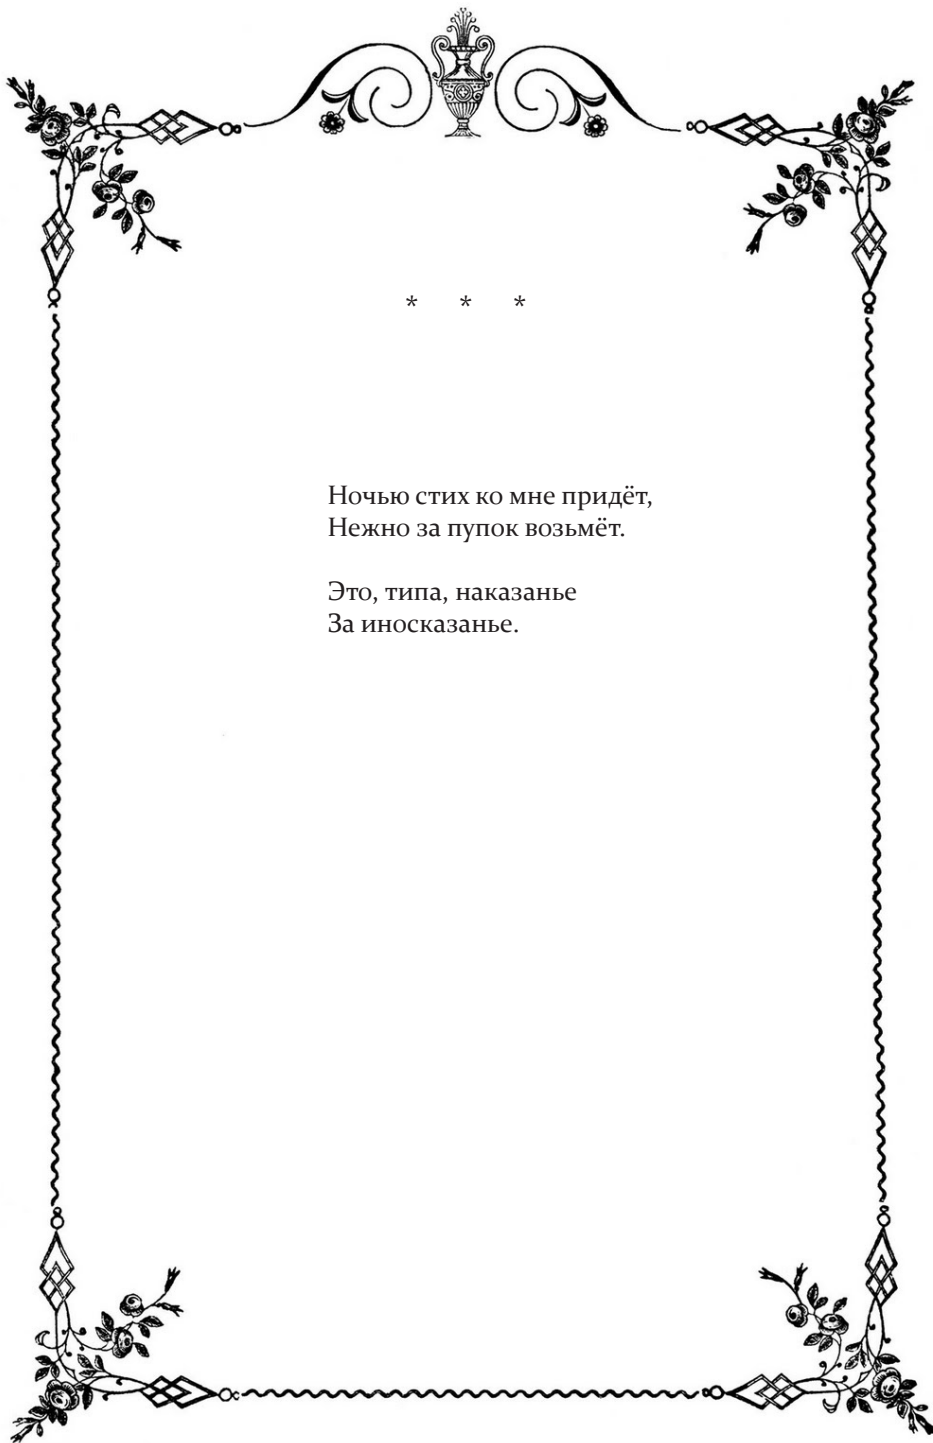 * * *
Ночью стих ко мне придёт,
Нежно за пупок возьмёт.
Это, типа, наказанье
За иносказанье.